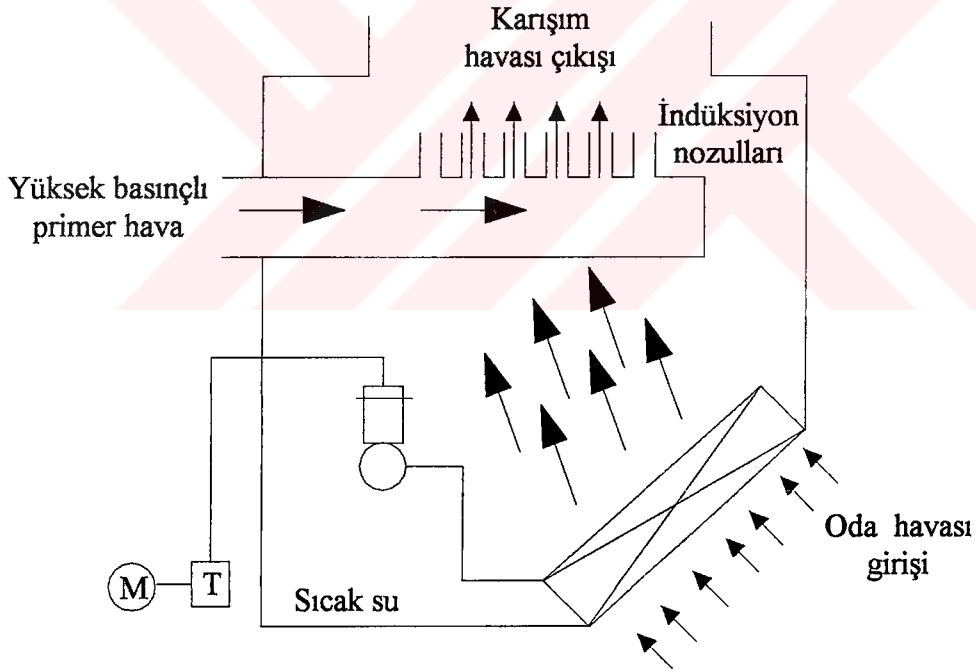 Karışım
havası çıkışı
İndüksiyon
nozulları
Yüksek basınçlı
primer hava
Oda havası
girişi
M
T
Sıcak su